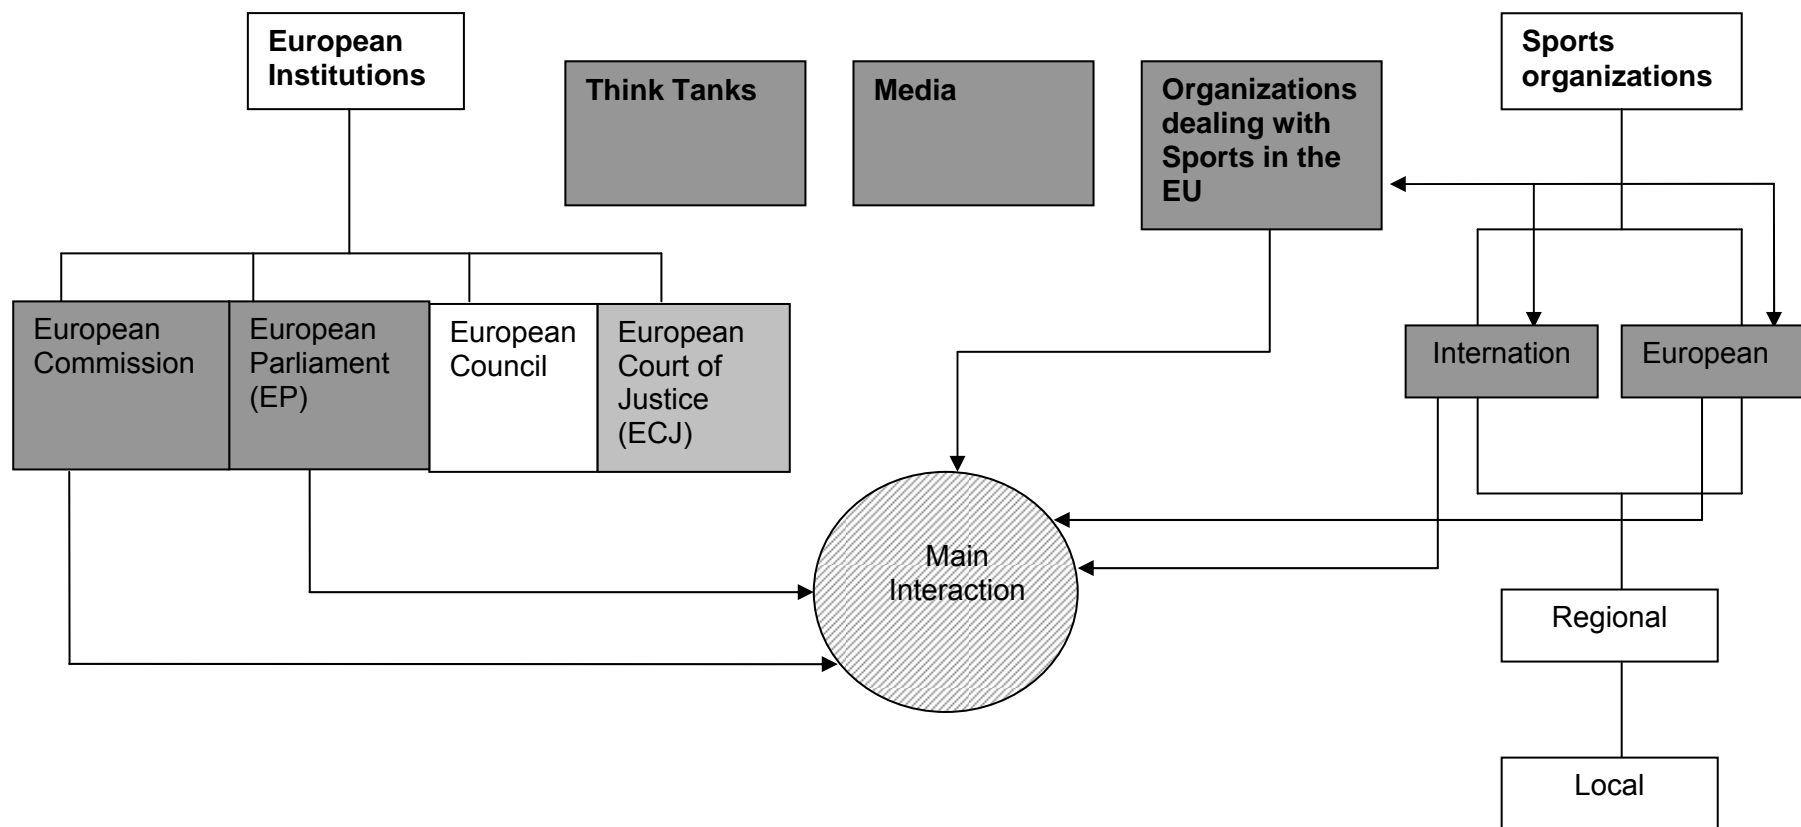 European
Institutions
Think Tanks
Media
Organizations
dealing with
Sports in the
EU
Sports
organizations
European
Commission
European
Parliament
(EP)
European
Council
European
Court of
Justice
(ECJ)
Internation
European
Main
Interaction
Regional
Local